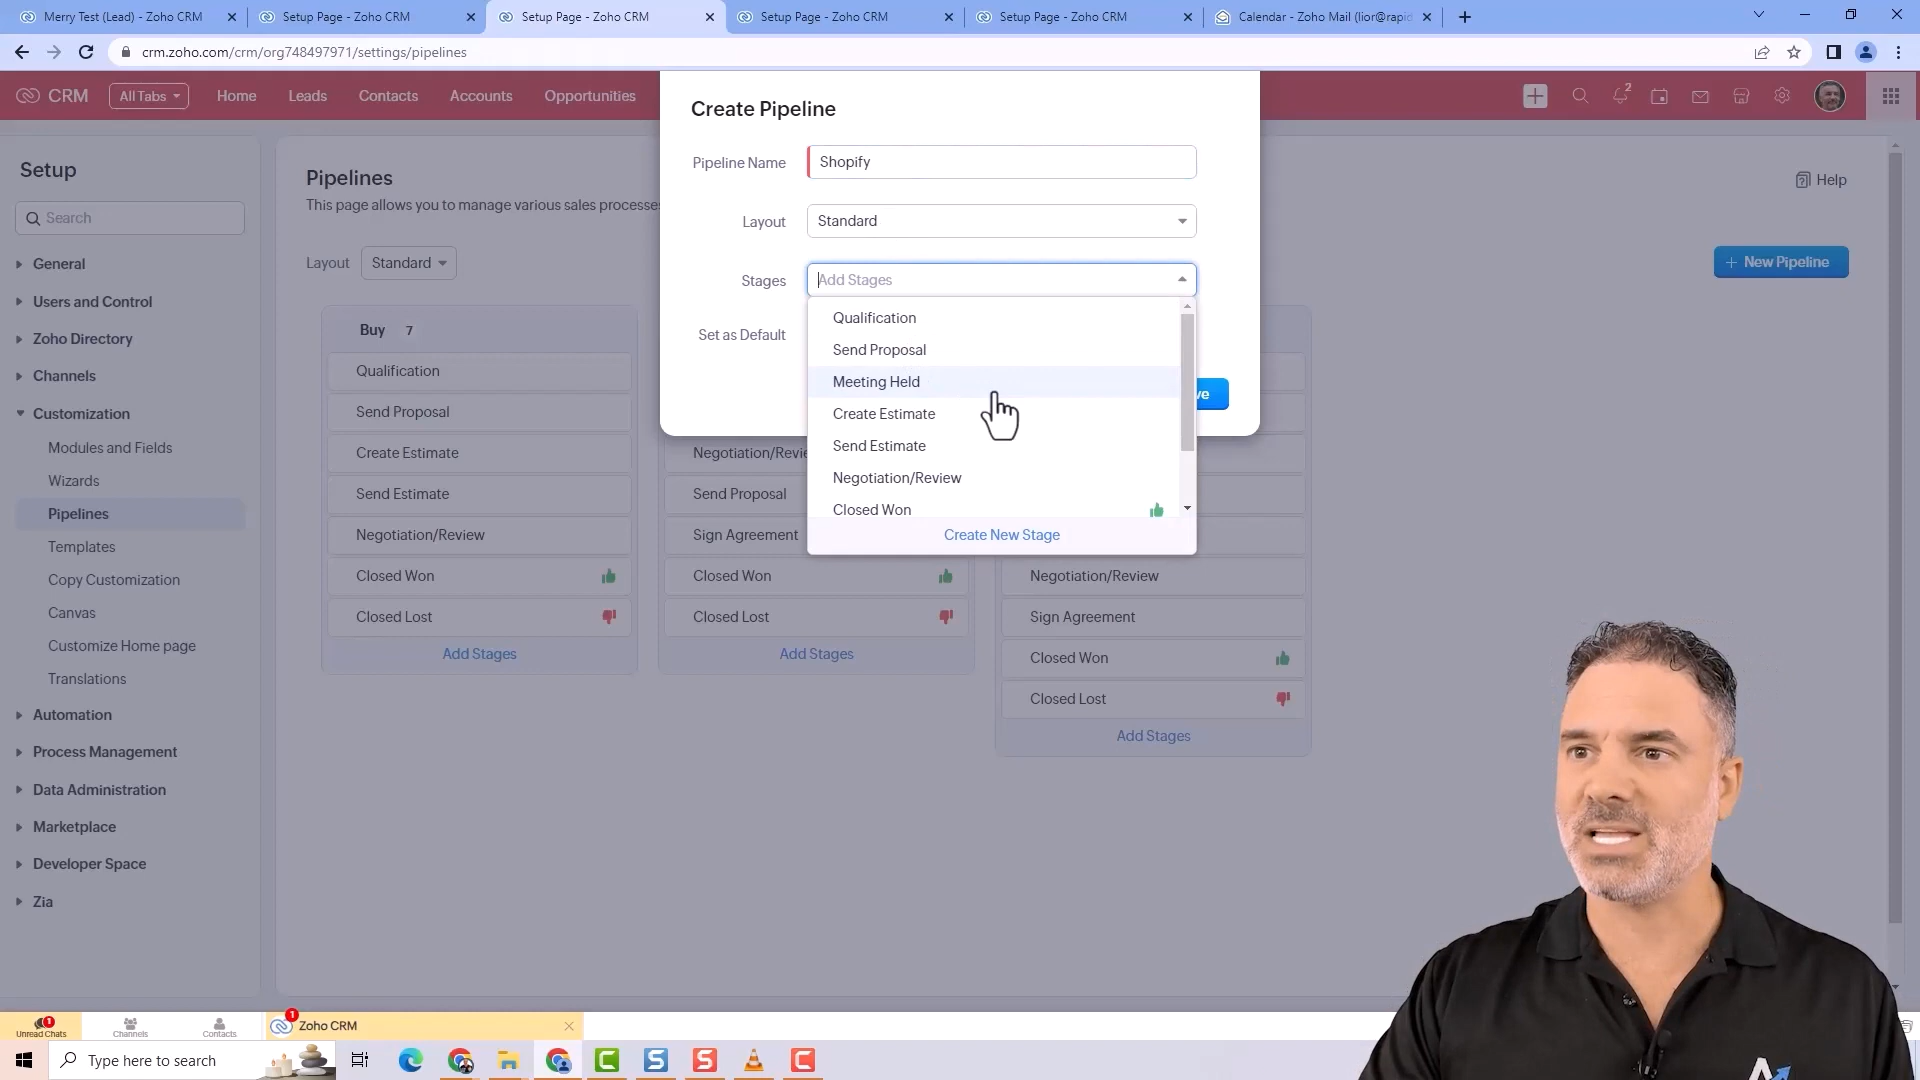 Merry Test (Lead) - Zoho CRM
Setup Page - Zoho CRM
Setup Page - Zoho CRM
Setup Page - Zoho CRM
Setup Page - Zoho CRM
Calendar - Zoho Mail (lior@rapid
crm.zoho.com/crm/org748497971/settings/pipelines
CRM
All Tabs
Home
Leads
Contacts
Accounts
Opportunities
2
Setup
Search
General
Users and Control
Zoho Directory
Channels
Customization
Modules and Fields
Wizards
Pipelines
Templates
Copy Customization
Canvas
Customize Home page
Translations
Automation
Process Management
Data Administration
Marketplace
Developer Space
Zia
Pipelines
This page allows you to manage various sales processe
Help
Layout
Standard
New Pipeline
Buy 7
Qualification
Send Proposal
Create Estimate
Send Estimate
Negotiation/Review
Closed Won
Closed Lost
Add Stages
Negotiation/Revie
Send Proposal
Sign Agreement
Closed Won
Closed Lost
Add Stages
Negotiation/Review
Sign Agreement
Closed Won
Closed Lost
Add Stages
Create Pipeline
Pipeline Name
Shopify
Layout
Standard
Stages
Add Stages
Set as Default
Qualification
Send Proposal
Meeting Held
Create Estimate
Send Estimate
Negotiation/Review
Closed Won
Create New Stage
ve
1
Unread Chats
Channels
Contacts
1
Zoho CRM
Type here to search